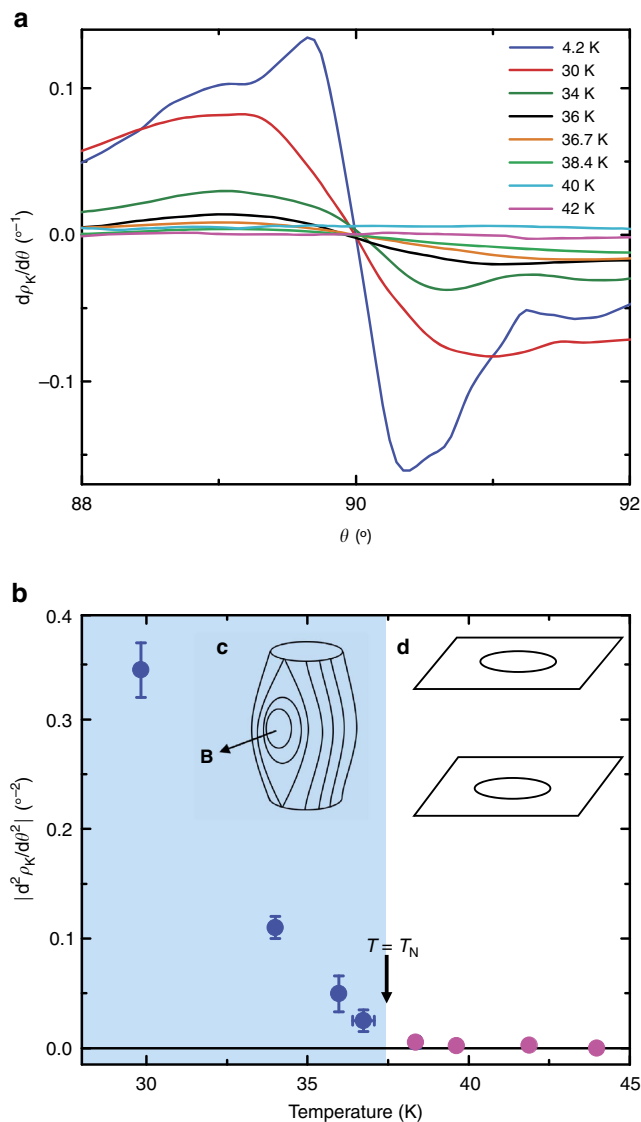 a
0.1
0.0
−0.1
dρK/dθ (°⁻¹)
4.2 K
30 K
34 K
36 K
36.7 K
38.4 K
40 K
42 K
88
90
92
θ (°)
b
0.4
0.3
0.2
0.1
0.0
|d²ρK/dθ²| (°⁻²)
c
B
d
T = TN
30
35
40
45
Temperature (K)